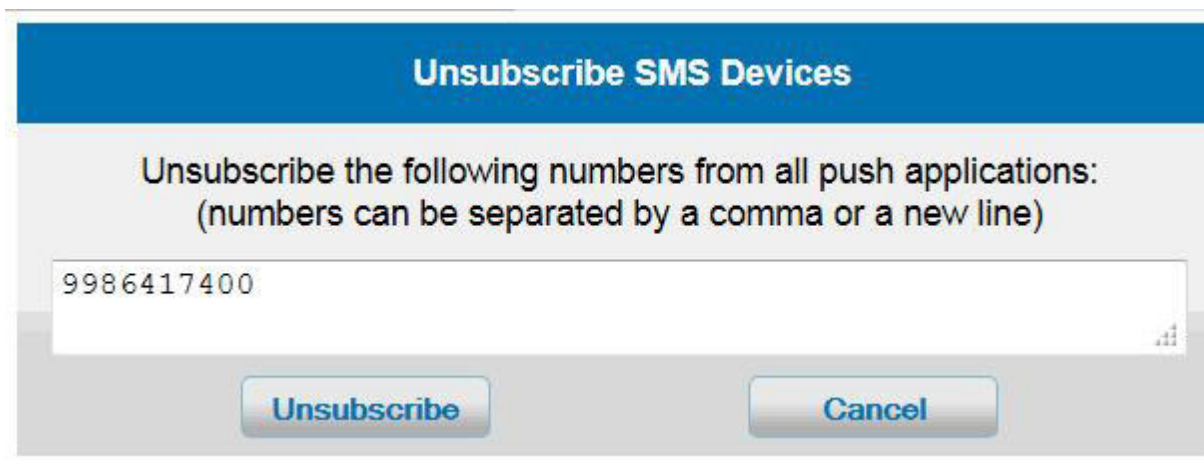 Unsubscribe SMS Devices
Unsubscribe the following numbers from all push applications:
(numbers can be separated by a comma or a new line)
9986417400
Unsubscribe
Cancel